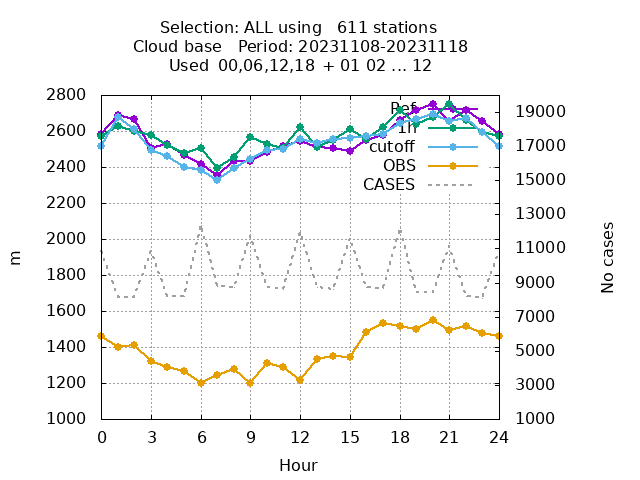 Selection: ALL using   611 stations
Cloud base   Period: 20231108-20231118
Used  00,06,12,18 + 01 02 ... 12
2800
2600
2400
2200
2000
1800
1600
1400
1200
1000
m
19000
17000
15000
13000
11000
9000
7000
5000
3000
1000
No cases
Ref
1h
cutoff
OBS
CASES
0 3 6 9 12 15 18 21 24
Hour